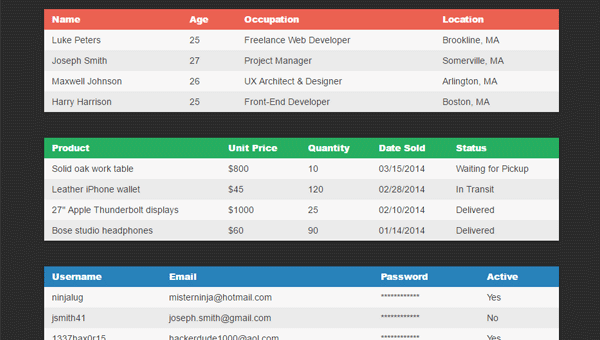 Name Age Occupation Location
Luke Peters 25 Freelance Web Developer Brookline, MA
Joseph Smith 27 Project Manager Somerville, MA
Maxwell Johnson 26 UX Architect & Designer Arlington, MA
Harry Harrison 25 Front-End Developer Boston, MA
Product Unit Price Quantity Date Sold Status
Solid oak work table $800 10 03/15/2014 Waiting for Pickup
Leather iPhone wallet $45 120 02/28/2014 In Transit
27" Apple Thunderbolt displays $1000 25 02/10/2014 Delivered
Bose studio headphones $60 90 01/14/2014 Delivered
Username Email Password Active
ninjalug misterninja@hotmail.com ************ Yes
jsmith41 joseph.smith@gmail.com ************ No
1337hax0r15 hackerdude1000@aol.com ************ Yes